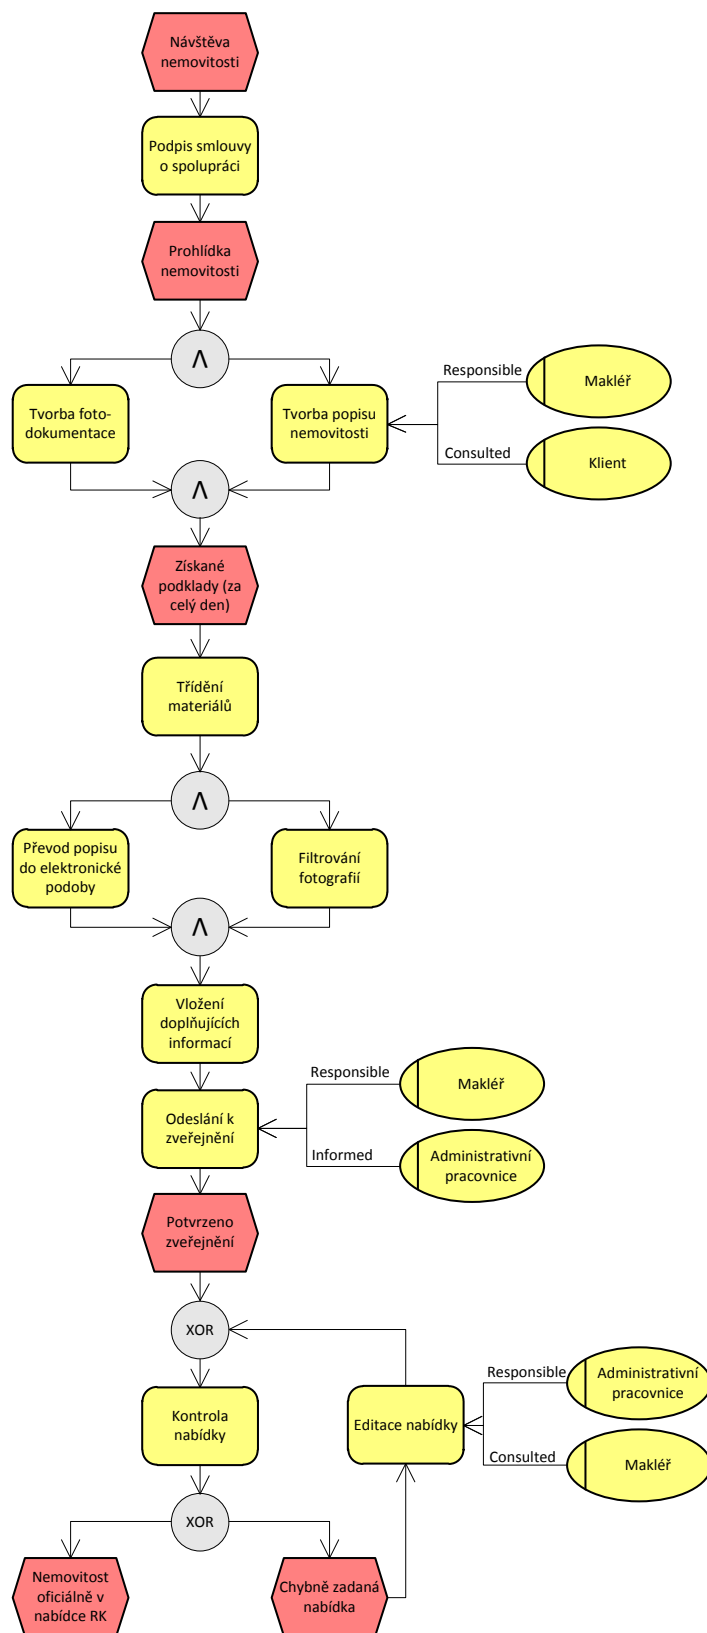 Návštěva
nemovitosti
Podpis smlouvy
o spolupráci
Prohlídka
nemovitosti
Λ
Tvorba foto-
dokumentace
Tvorba popisu
nemovitosti
Responsible
Makléř
Consulted
Klient
Λ
Získané
podklady (za
celý den)
Třídění
materiálů
Λ
Převod popisu
do elektronické
podoby
Filtrování
fotografií
Λ
Vložení
doplňujících
informací
Odeslání k
zveřejnění
Responsible
Makléř
Informed
Administrativní
pracovnice
Potvrzeno
zveřejnění
XOR
Kontrola
nabídky
Editace nabídky
Responsible
Administrativní
pracovnice
Consulted
Makléř
XOR
Nemovitost
oficiálně v
nabídce RK
Chybně zadaná
nabídka